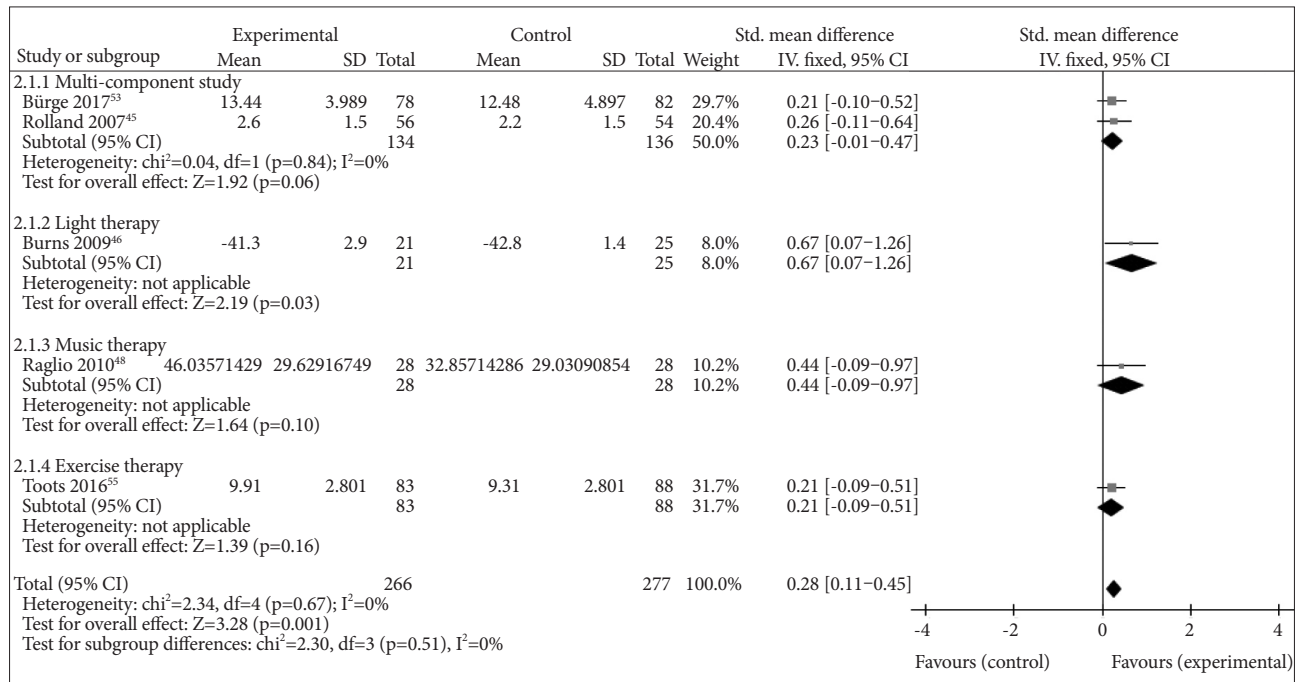 Experimental Control Std. mean difference Std. mean difference
Study or subgroup Mean SD Total Mean SD Total Weight IV. fixed, 95% CI IV. fixed, 95% CI
2.1.1 Multi-component study
Bürge 2017⁵³ 13.44 3.989 78 12.48 4.897 82 29.7% 0.21 [-0.10−0.52]
Rolland 2007⁴⁵ 2.6 1.5 56 2.2 1.5 54 20.4% 0.26 [-0.11−0.64]
Subtotal (95% CI) 134 136 50.0% 0.23 [-0.01−0.47]
Heterogeneity: chi²=0.04, df=1 (p=0.84); I²=0%
Test for overall effect: Z=1.92 (p=0.06)
2.1.2 Light therapy
Burns 2009⁴⁶ -41.3 2.9 21 -42.8 1.4 25 8.0% 0.67 [0.07−1.26]
Subtotal (95% CI) 21 25 8.0% 0.67 [0.07−1.26]
Heterogeneity: not applicable
Test for overall effect: Z=2.19 (p=0.03)
2.1.3 Music therapy
Raglio 2010⁴⁸ 46.03571429 29.62916749 28 32.85714286 29.03090854 28 10.2% 0.44 [-0.09−0.97]
Subtotal (95% CI) 28 28 10.2% 0.44 [-0.09−0.97]
Heterogeneity: not applicable
Test for overall effect: Z=1.64 (p=0.10)
2.1.4 Exercise therapy
Toots 2016⁵⁵ 9.91 2.801 83 9.31 2.801 88 31.7% 0.21 [-0.09−0.51]
Subtotal (95% CI) 83 88 31.7% 0.21 [-0.09−0.51]
Heterogeneity: not applicable
Test for overall effect: Z=1.39 (p=0.16)
Total (95% CI) 266 277 100.0% 0.28 [0.11−0.45]
Heterogeneity: chi²=2.34, df=4 (p=0.67); I²=0%
Test for overall effect: Z=3.28 (p=0.001)
Test for subgroup differences: chi²=2.30, df=3 (p=0.51), I²=0%
-4 -2 0 2 4
Favours (control) Favours (experimental)